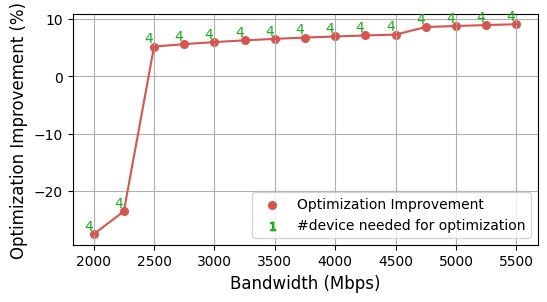 Optimization Improvement (%)
10
0
−10
−20
4 4 4 4 4 4 4 4 4 4 4 4 4 4 4
Optimization Improvement
1 #device needed for optimization
2000 2500 3000 3500 4000 4500 5000 5500
Bandwidth (Mbps)